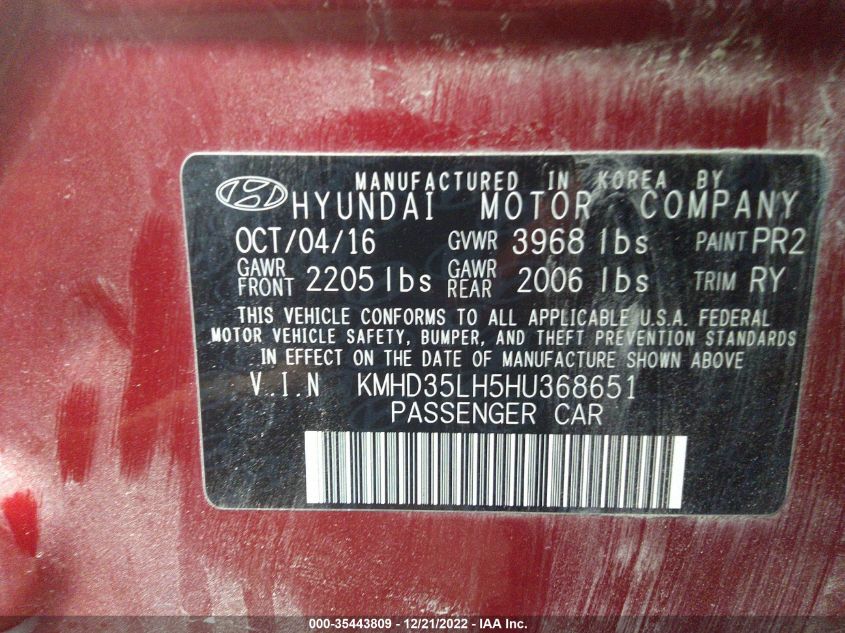 MANUFACTURED IN KOREA BY
HYUNDAI MOTOR COMPANY
OCT/04/16 GVWR 3968 lbs PAINT PR2
GAWR FRONT 2205 lbs GAWR REAR 2006 lbs TRIM RY
THIS VEHICLE CONFORMS TO ALL APPLICABLE U.S.A. FEDERAL
MOTOR VEHICLE SAFETY, BUMPER, AND THEFT PREVENTION STANDARDS
IN EFFECT ON THE DATE OF MANUFACTURE SHOWN ABOVE
V.I.N KMHD35LH5HU368651
PASSENGER CAR
000-35443809 - 12/21/2022 - IAA Inc.